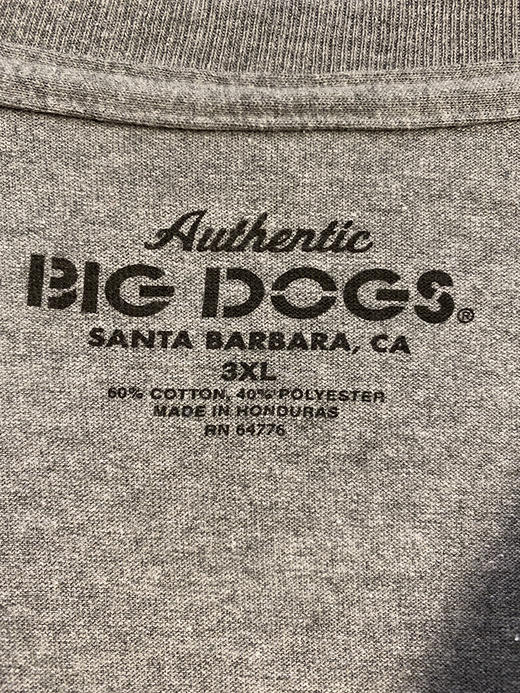 Authentic
BIG DOGS®
SANTA BARBARA, CA
3XL
60% COTTON, 40% POLYESTER
MADE IN HONDURAS
RN 64776